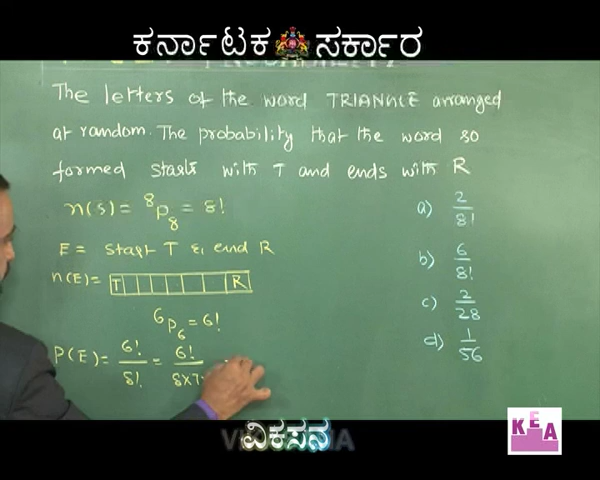 ಕರ್ನಾಟಕ ಸರ್ಕಾರ
The letters of the word TRIANGLE arranged
at random. The probability that the word so
formed starts with T and ends with R
n(s) = 8P8 = 8!
E = start T & end R
n(E) = T R
6P6 = 6!
P(E) = 6!/8! = 6!/8×7
a) 2/8!
b) 6/8!
c) 2/28
d) 1/56
KEA
ವಿಕಸನ